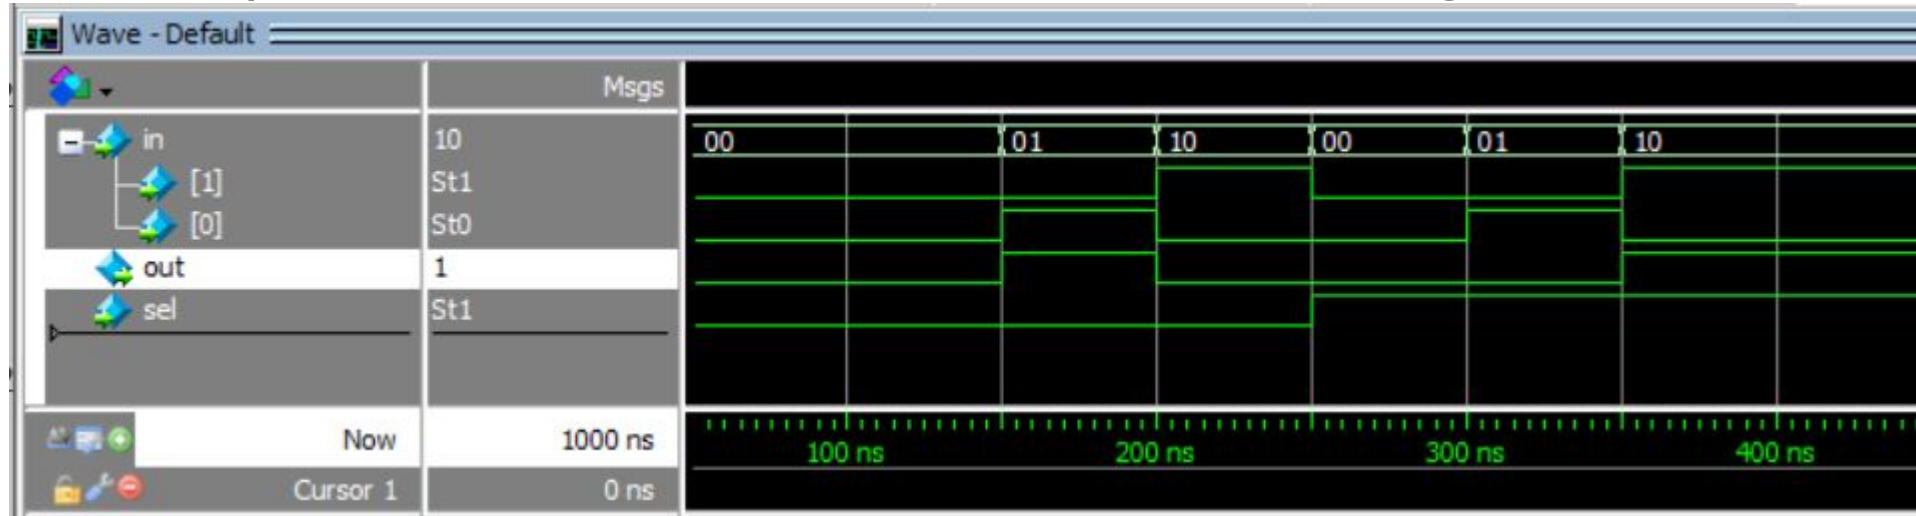 Wave - Default
Msgs
in 10 00 01 10 00 01 10
[1] St1
[0] St0
out 1
sel St1
Now 1000 ns 100 ns 200 ns 300 ns 400 ns
Cursor 1 0 ns